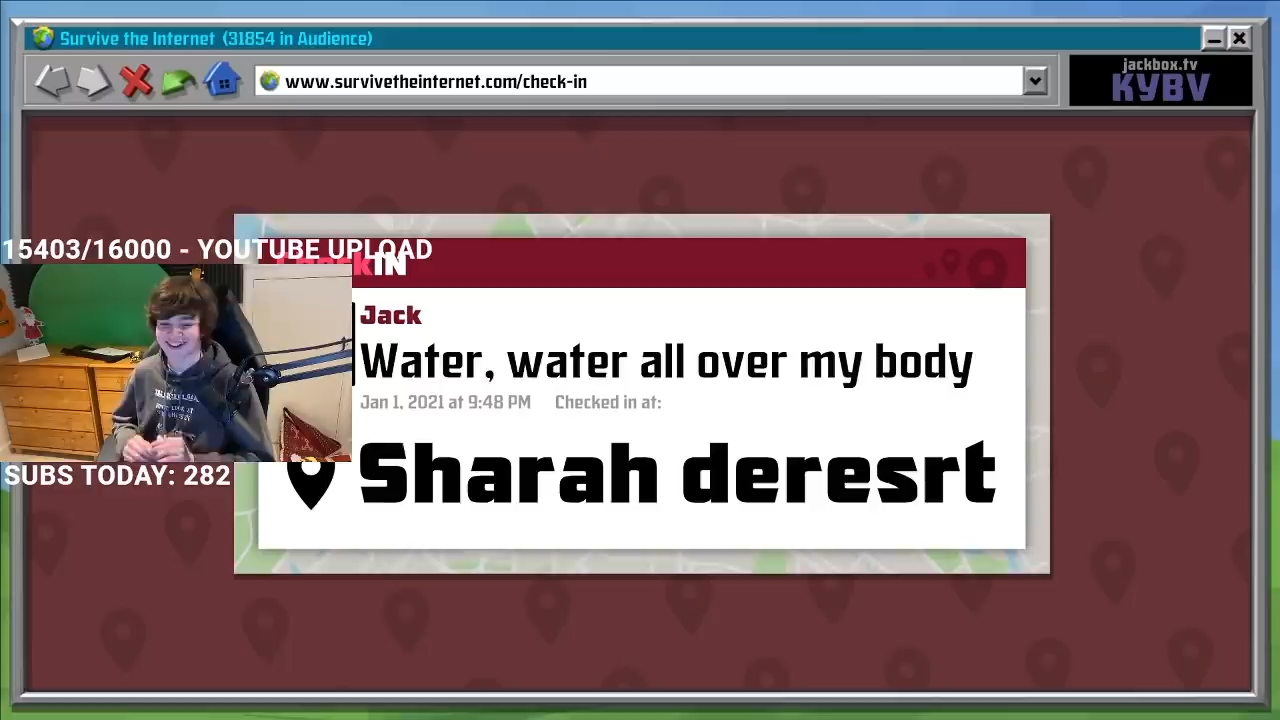 Survive the Internet (31854 in Audience)
www.survivetheinternet.com/check-in
jackbox.tv
KYBV
15403/16000 - YOUTUBE UPLOAD
IN
Jack
Water, water all over my body
Jan 1, 2021 at 9:48 PM Checked in at:
Sharah deresrt
SUBS TODAY: 282